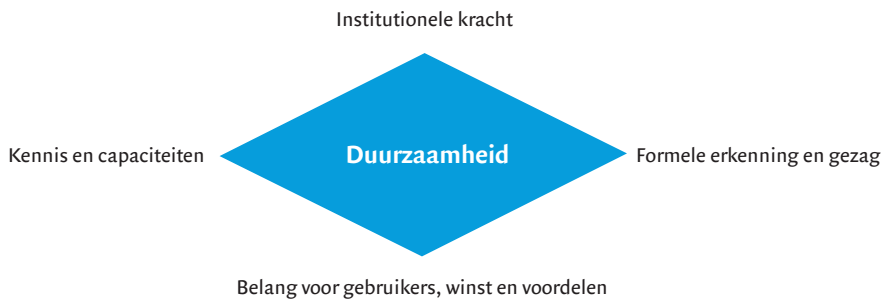 Institutionele kracht
Kennis en capaciteiten
Duurzaamheid
Formele erkenning en gezag
Belang voor gebruikers, winst en voordelen